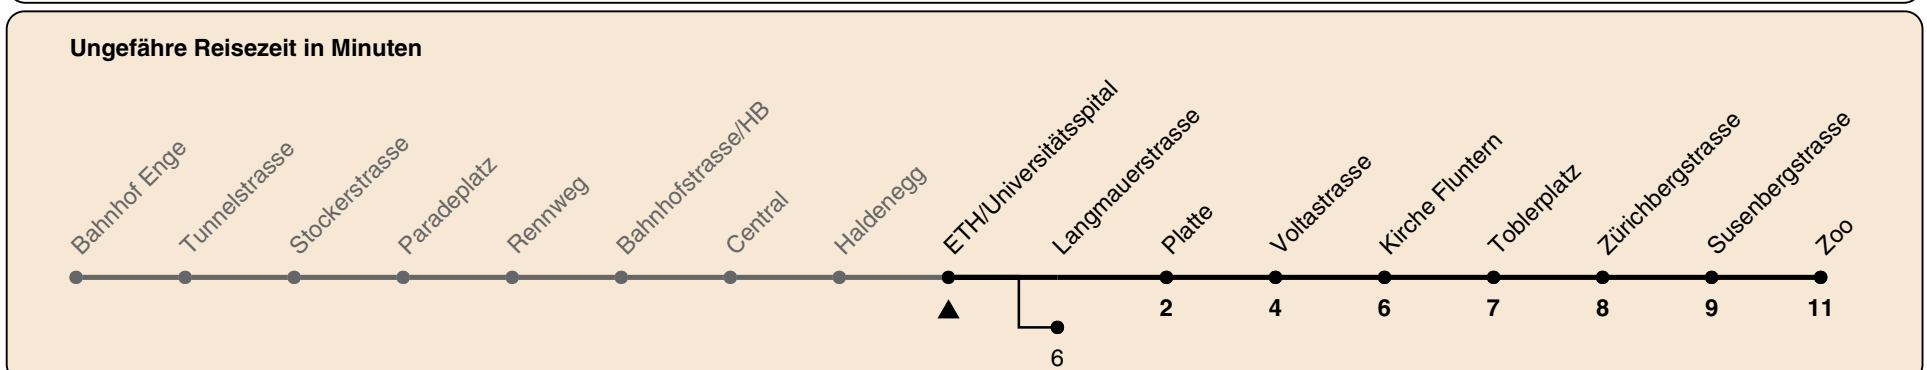 Ungefähre Reisezeit in Minuten
Bahnhof Enge
Tunnelstrasse
Stockerstrasse
Paradeplatz
Rennweg
Bahnhofstrasse/HB
Central
Haldenegg
ETH/Universitätsspital
Langmauerstrasse
Platte
Voltastrasse
Kirche Fluntern
Toblerplatz
Zürichbergstrasse
Susenbergstrasse
Zoo
2 4 6 7 8 9 11
6